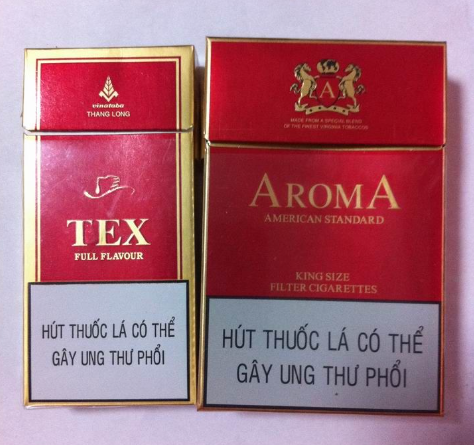 vinataba
THANG LONG
TEX
FULL FLAVOUR
HÚT THUỐC LÁ CÓ THỂ
GÂY UNG THƯ PHỔI
A
MADE FROM A SPECIAL BLEND
OF THE FINEST VIRGINIA TOBACCOS
AROMA
AMERICAN STANDARD
KING SIZE
FILTER CIGARETTES
HÚT THUỐC LÁ CÓ THỂ
GÂY UNG THƯ PHỔI